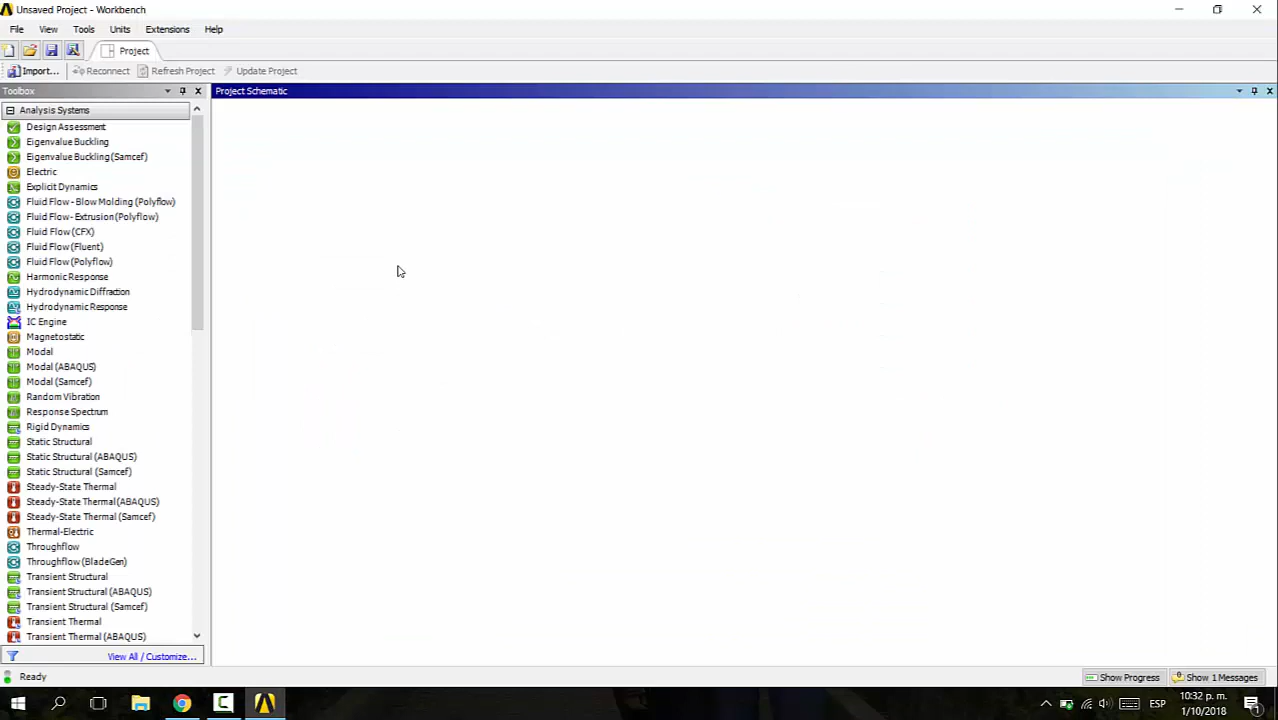 Unsaved Project - Workbench
File View Tools Units Extensions Help
Project
Import... Reconnect Refresh Project Update Project
Toolbox
Project Schematic
Analysis Systems
Design Assessment
Eigenvalue Buckling
Eigenvalue Buckling (Samcef)
Electric
Explicit Dynamics
Fluid Flow - Blow Molding (Polyflow)
Fluid Flow- Extrusion (Polyflow)
Fluid Flow (CFX)
Fluid Flow (Fluent)
Fluid Flow (Polyflow)
Harmonic Response
Hydrodynamic Diffraction
Hydrodynamic Response
IC Engine
Magnetostatic
Modal
Modal (ABAQUS)
Modal (Samcef)
Random Vibration
Response Spectrum
Rigid Dynamics
Static Structural
Static Structural (ABAQUS)
Static Structural (Samcef)
Steady-State Thermal
Steady-State Thermal (ABAQUS)
Steady-State Thermal (Samcef)
Thermal-Electric
Throughflow
Throughflow (BladeGen)
Transient Structural
Transient Structural (ABAQUS)
Transient Structural (Samcef)
Transient Thermal
Transient Thermal (ABAQUS)
View All / Customize...
Ready
Show Progress Show 1 Messages
ESP
10:32 p. m.
1/10/2018